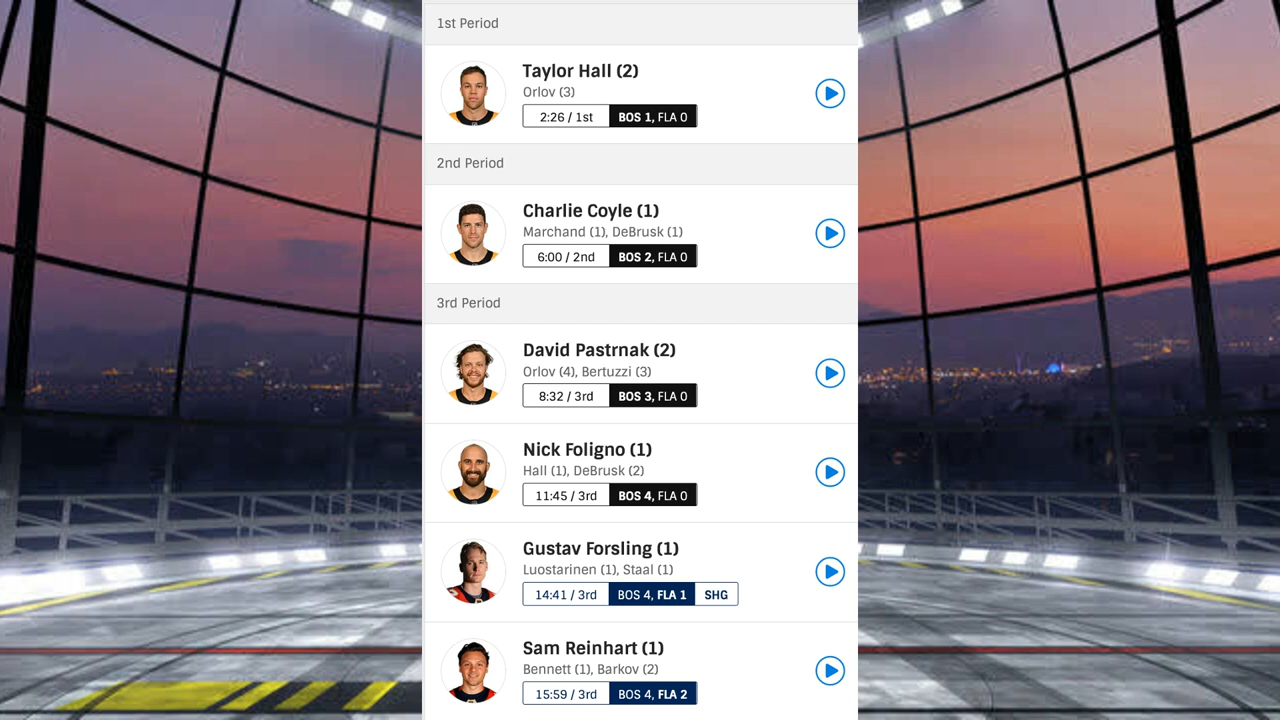 1st Period
Taylor Hall (2)
Orlov (3)
2:26 / 1st BOS 1, FLA 0
2nd Period
Charlie Coyle (1)
Marchand (1), DeBrusk (1)
6:00 / 2nd BOS 2, FLA 0
3rd Period
David Pastrnak (2)
Orlov (4), Bertuzzi (3)
8:32 / 3rd BOS 3, FLA 0
Nick Foligno (1)
Hall (1), DeBrusk (2)
11:45 / 3rd BOS 4, FLA 0
Gustav Forsling (1)
Luostarinen (1), Staal (1)
14:41 / 3rd BOS 4, FLA 1 SHG
Sam Reinhart (1)
Bennett (1), Barkov (2)
15:59 / 3rd BOS 4, FLA 2